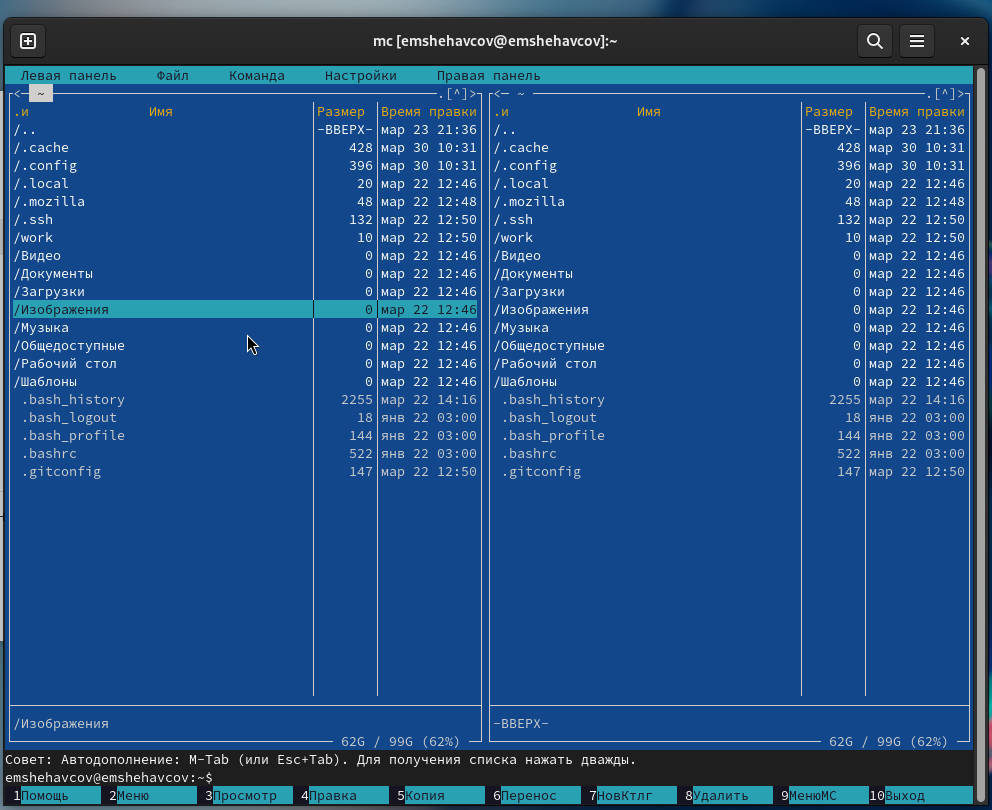 mc [emshehavcov@emshehavcov]:~
Левая панель Файл Команда Настройки Правая панель
<─ ~ .[^]> <─ ~ .[^]>
.и Имя Размер Время правки .и Имя Размер Время правки
/.. -ВВЕРХ- мар 23 21:36 /.. -ВВЕРХ- мар 23 21:36
/.cache 428 мар 30 10:31 /.cache 428 мар 30 10:31
/.config 396 мар 30 10:31 /.config 396 мар 30 10:31
/.local 20 мар 22 12:46 /.local 20 мар 22 12:46
/.mozilla 48 мар 22 12:48 /.mozilla 48 мар 22 12:48
/.ssh 132 мар 22 12:50 /.ssh 132 мар 22 12:50
/work 10 мар 22 12:50 /work 10 мар 22 12:50
/Видео 0 мар 22 12:46 /Видео 0 мар 22 12:46
/Документы 0 мар 22 12:46 /Документы 0 мар 22 12:46
/Загрузки 0 мар 22 12:46 /Загрузки 0 мар 22 12:46
/Изображения 0 мар 22 12:46 /Изображения 0 мар 22 12:46
/Музыка 0 мар 22 12:46 /Музыка 0 мар 22 12:46
/Общедоступные 0 мар 22 12:46 /Общедоступные 0 мар 22 12:46
/Рабочий стол 0 мар 22 12:46 /Рабочий стол 0 мар 22 12:46
/Шаблоны 0 мар 22 12:46 /Шаблоны 0 мар 22 12:46
.bash_history 2255 мар 22 14:16 .bash_history 2255 мар 22 14:16
.bash_logout 18 янв 22 03:00 .bash_logout 18 янв 22 03:00
.bash_profile 144 янв 22 03:00 .bash_profile 144 янв 22 03:00
.bashrc 522 янв 22 03:00 .bashrc 522 янв 22 03:00
.gitconfig 147 мар 22 12:50 .gitconfig 147 мар 22 12:50
/Изображения -ВВЕРХ-
62G / 99G (62%) 62G / 99G (62%)
Совет: Автодополнение: M-Tab (или Esc+Tab). Для получения списка нажать дважды.
emshehavcov@emshehavcov:~$
1Помощь 2Меню 3Просмотр 4Правка 5Копия 6Перенос 7НовКтлг 8Удалить 9МенюМС 10Выход